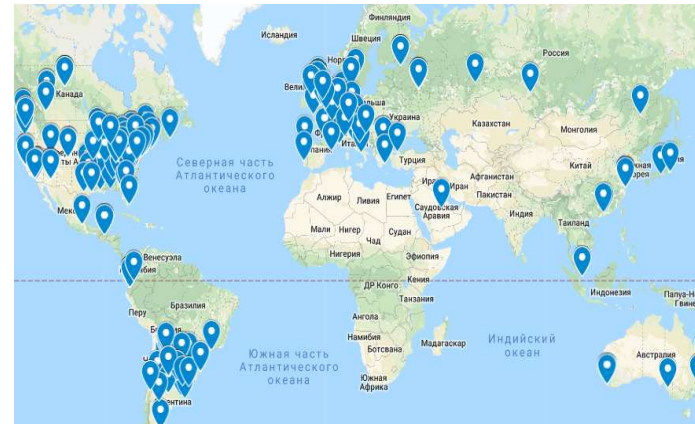 Финляндия
Исландия
Швеция
Россия
Канада
Украина
Казахстан
Монголия
Северная часть
Атлантического
океана
Турция
Афганистан
Китай
Иран
Пакистан
Алжир
Ливия
Египет
Саудовская
Аравия
Индия
Мали
Нигер
Судан
Таиланд
Чад
Венесуэла
Нигерия
Эфиопия
ДР Конго
Кения
Индонезия
Папуа-Н
Гвине
Перу
Бразилия
Танзания
Ангола
Намибия
Ботсвана
Мадагаскар
Индийский
океан
Австралия
Южная часть
Атлантического
океана
Южная
Африка